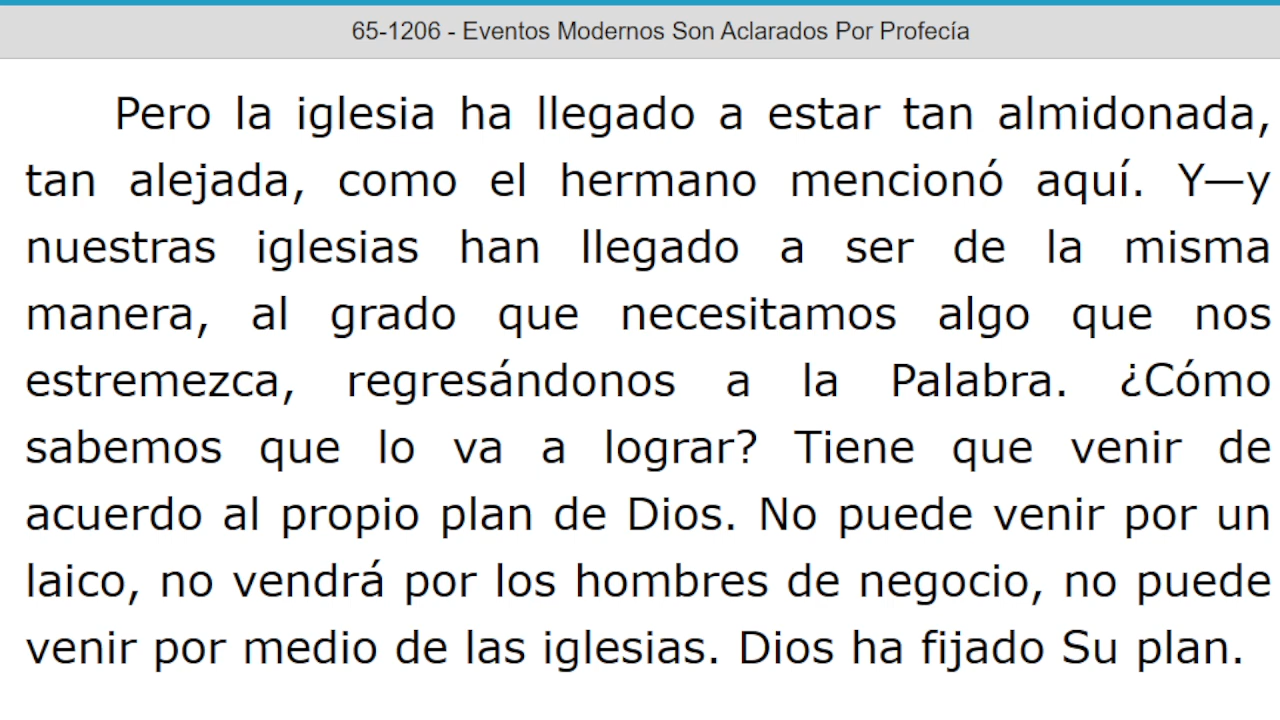 65-1206 - Eventos Modernos Son Aclarados Por Profecía
Pero la iglesia ha llegado a estar tan almidonada,
tan alejada, como el hermano mencionó aquí. Y—y
nuestras iglesias han llegado a ser de la misma
manera, al grado que necesitamos algo que nos
estremezca, regresándonos a la Palabra. ¿Cómo
sabemos que lo va a lograr? Tiene que venir de
acuerdo al propio plan de Dios. No puede venir por un
laico, no vendrá por los hombres de negocio, no puede
venir por medio de las iglesias. Dios ha fijado Su plan.